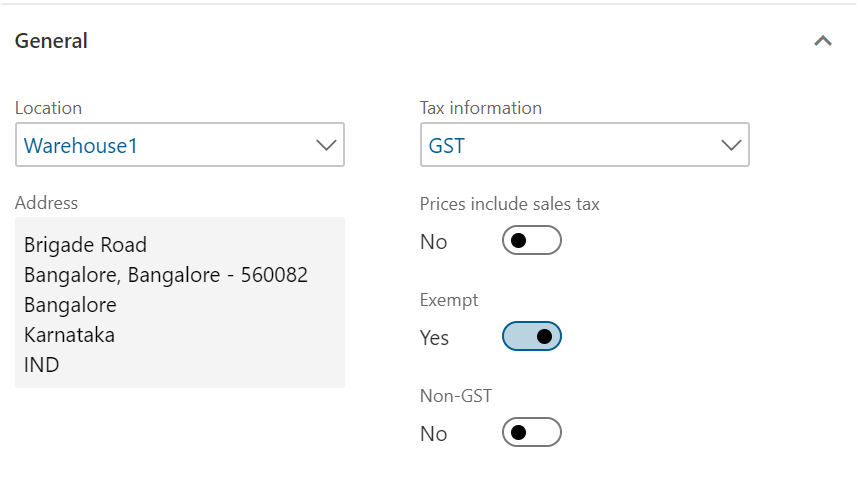 General
Location
Warehouse1
Address
Brigade Road
Bangalore, Bangalore - 560082
Bangalore
Karnataka
IND
Tax information
GST
Prices include sales tax
No
Exempt
Yes
Non-GST
No